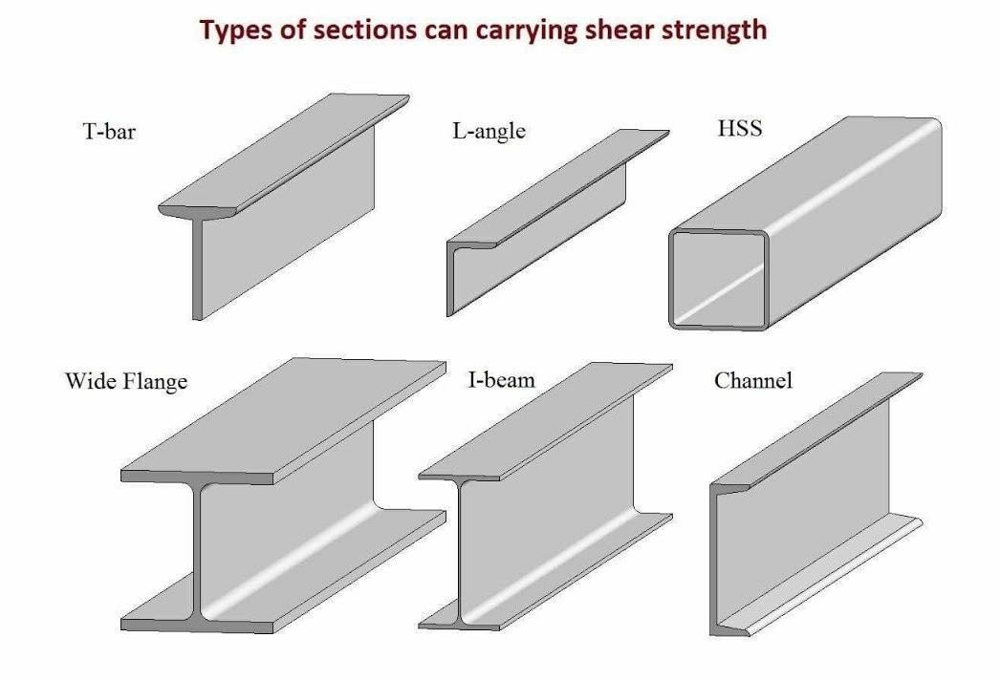 Types of sections can carrying shear strength
T-bar
L-angle
HSS
Wide Flange
I-beam
Channel